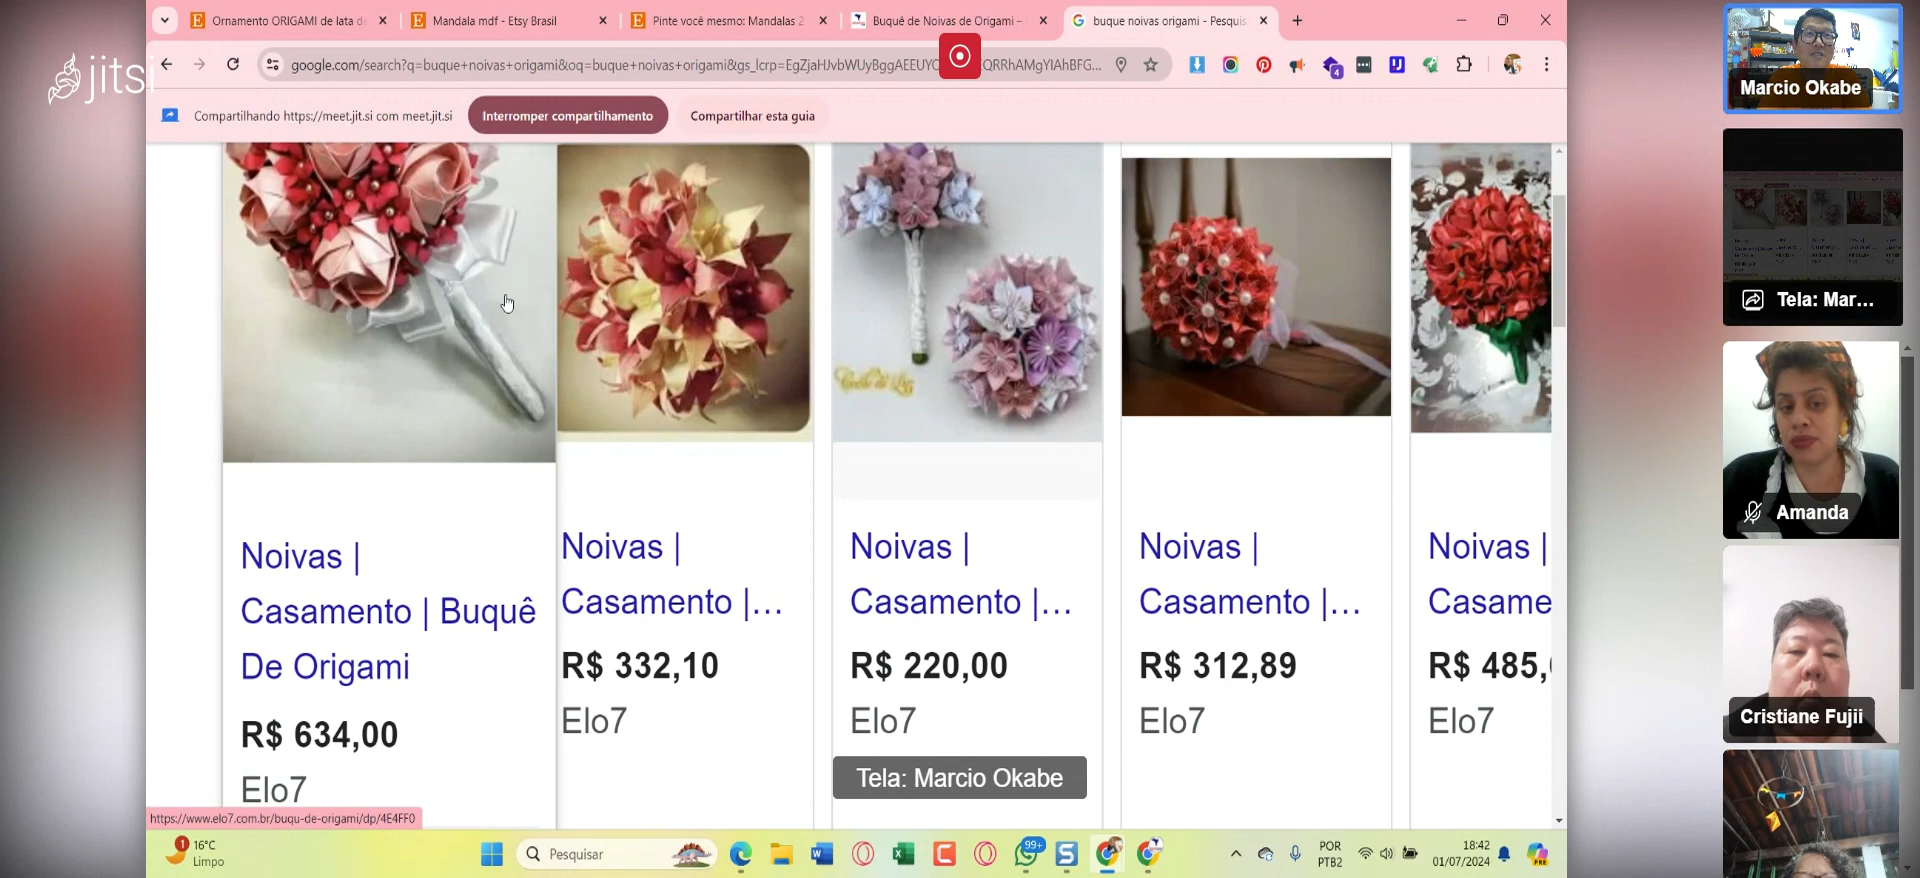 jitsi
Ornamento ORIGAMI de lata de
Mandala mdf - Etsy Brasil
Pinte você mesmo: Mandalas 2
Buquê de Noivas de Origami –
buque noivas origami - Pesquis
google.com/search?q=buque+noivas+origami&oq=buque+noivas+origami&gs_lcrp=EgZjaHJvbWUyBggAEEUYO
QRRhAMgYIAhBFG...
4
Compartilhando https://meet.jit.si com meet.jit.si
Interromper compartilhamento
Compartilhar esta guia
Noivas |
Casamento | Buquê
De Origami
R$ 634,00
Elo7
Noivas |
Casamento |...
R$ 332,10
Elo7
Noivas |
Casamento |...
R$ 220,00
Elo7
Noivas |
Casamento |...
R$ 312,89
Elo7
Noivas |
Casame
R$ 485,
Elo7
Tela: Marcio Okabe
https://www.elo7.com.br/buqu-de-origami/dp/4E4FF0
1
16°C
Limpo
Pesquisar
99+
POR
PTB2
18:42
01/07/2024
PRE
Marcio Okabe
Tela: Mar...
Amanda
Cristiane Fujii